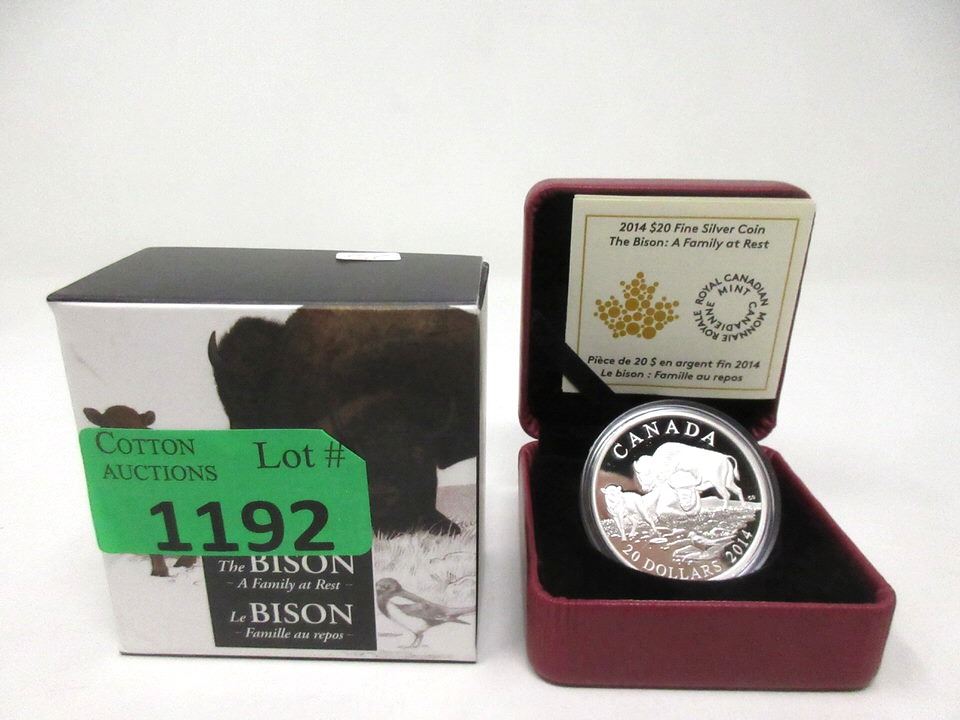 COTTON
AUCTIONS
Lot #
1192
The BISON
- A Family at Rest -
Le BISON
- Famille au repos -
2014 $20 Fine Silver Coin
The Bison: A Family at Rest
ROYAL CANADIAN MINT
MONNAIE ROYALE CANADIENNE
Pièce de 20 $ en argent fin 2014
Le bison : Famille au repos
CANADA
20 DOLLARS 2014